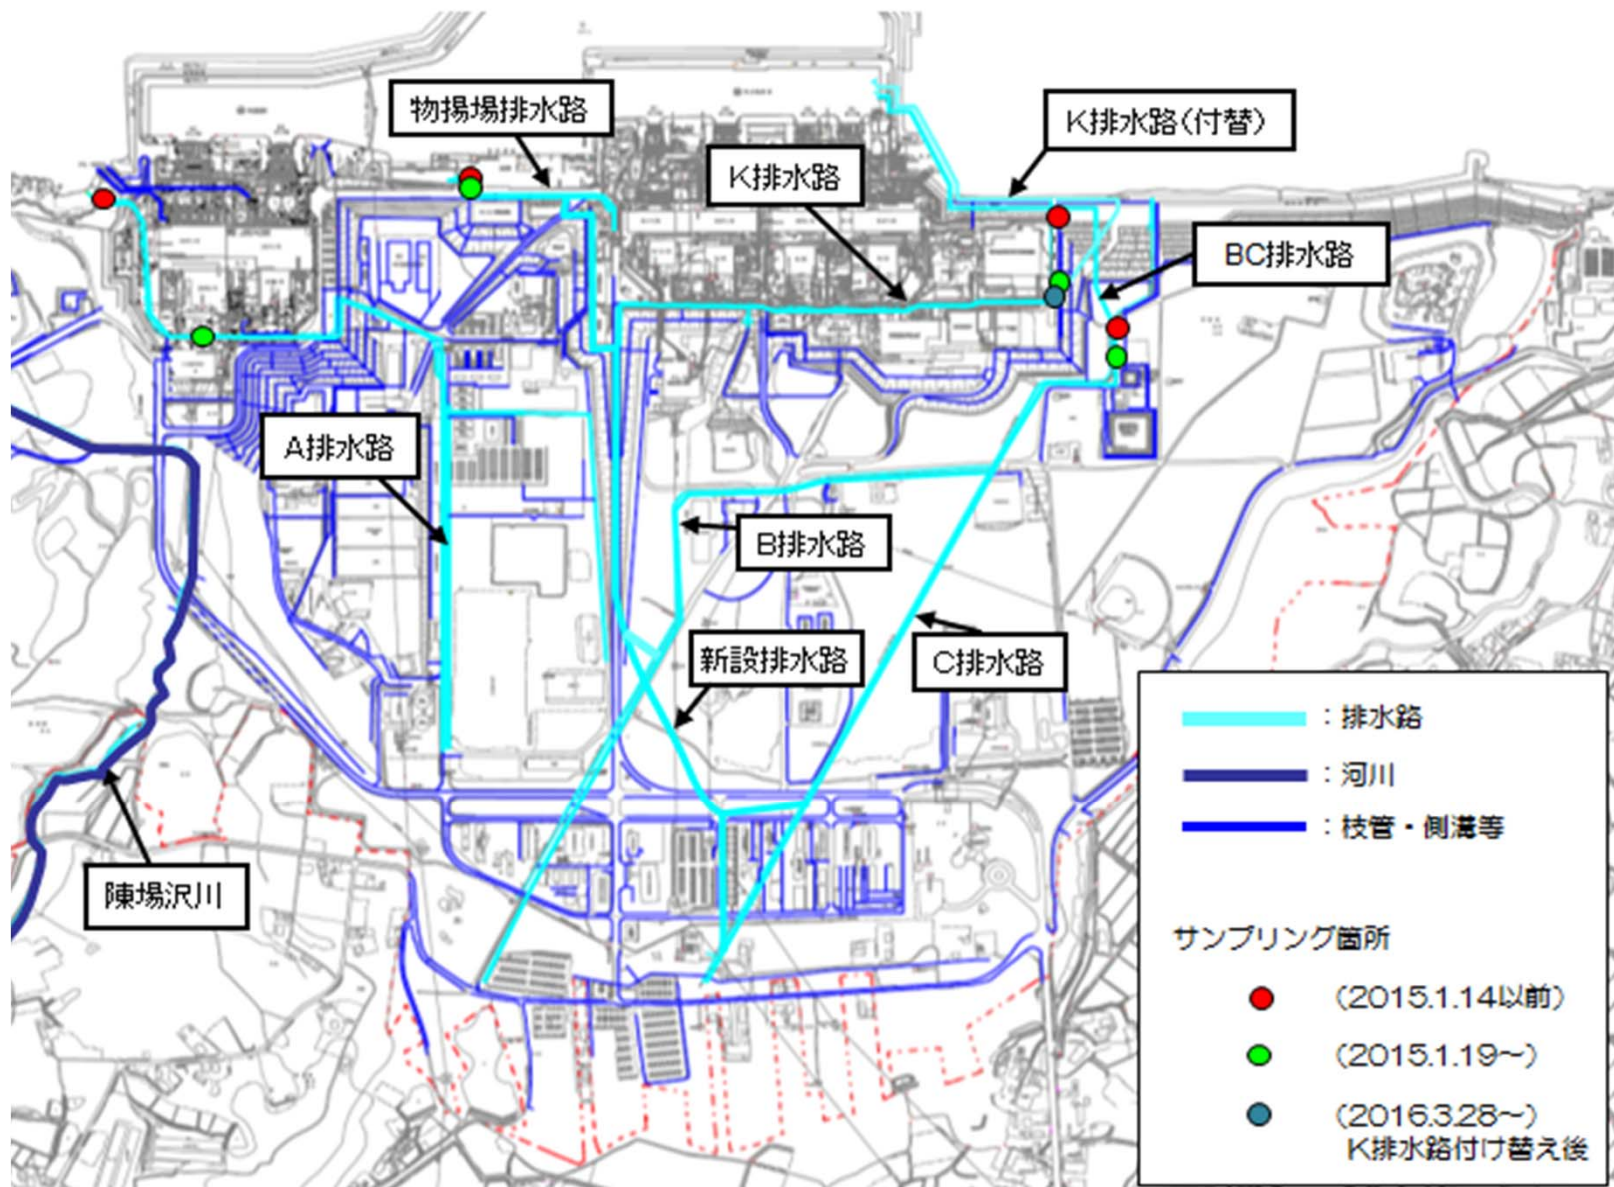 物揚場排水路
K排水路(付替)
K排水路
BC排水路
A排水路
B排水路
新設排水路
C排水路
陳場沢川
：排水路
：河川
：枝管・側溝等
サンプリング箇所
(2015.1.14以前)
(2015.1.19～)
(2016.3.28～)
K排水路付け替え後